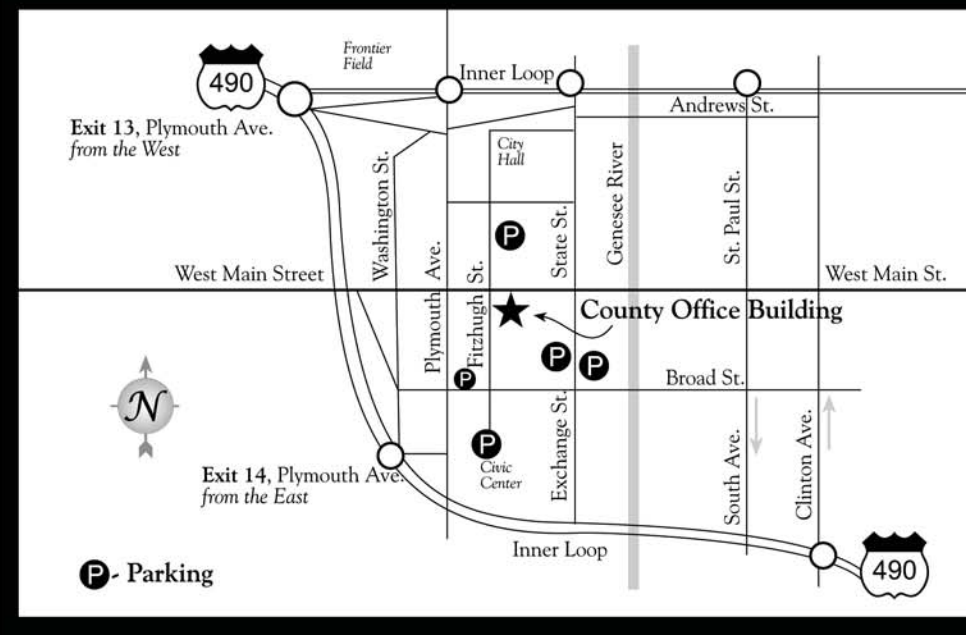 Frontier
Field
490
Inner Loop
Andrews St.
Exit 13, Plymouth Ave.
from the West
City
Hall
Washington St.
Plymouth Ave.
Fitzhugh St.
State St.
Genesee River
St. Paul St.
P
West Main Street
West Main St.
County Office Building
P
P
P
Broad St.
N
P
Civic
Center
Exchange St.
South Ave.
Clinton Ave.
Exit 14, Plymouth Ave.
from the East
Inner Loop
490
P - Parking